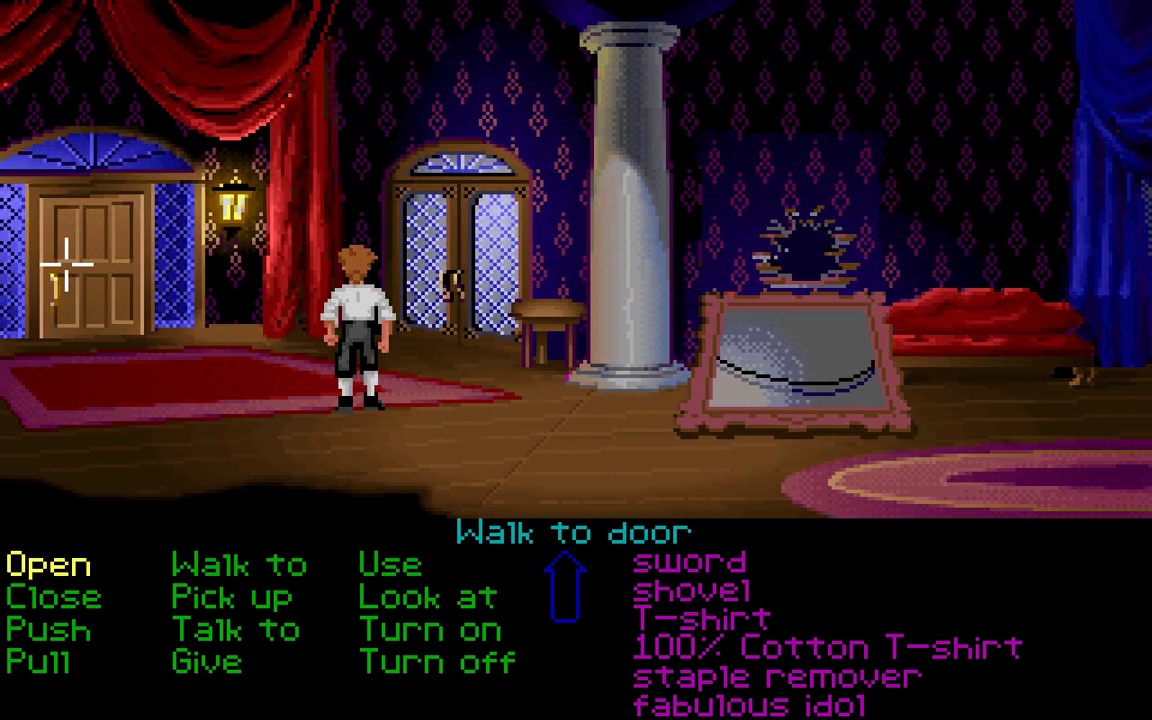 Walk to door
Open Walk to Use
Close Pick up Look at
Push Talk to Turn on
Pull Give Turn off
sword
shovel
T-shirt
100% Cotton T-shirt
staple remover
fabulous idol